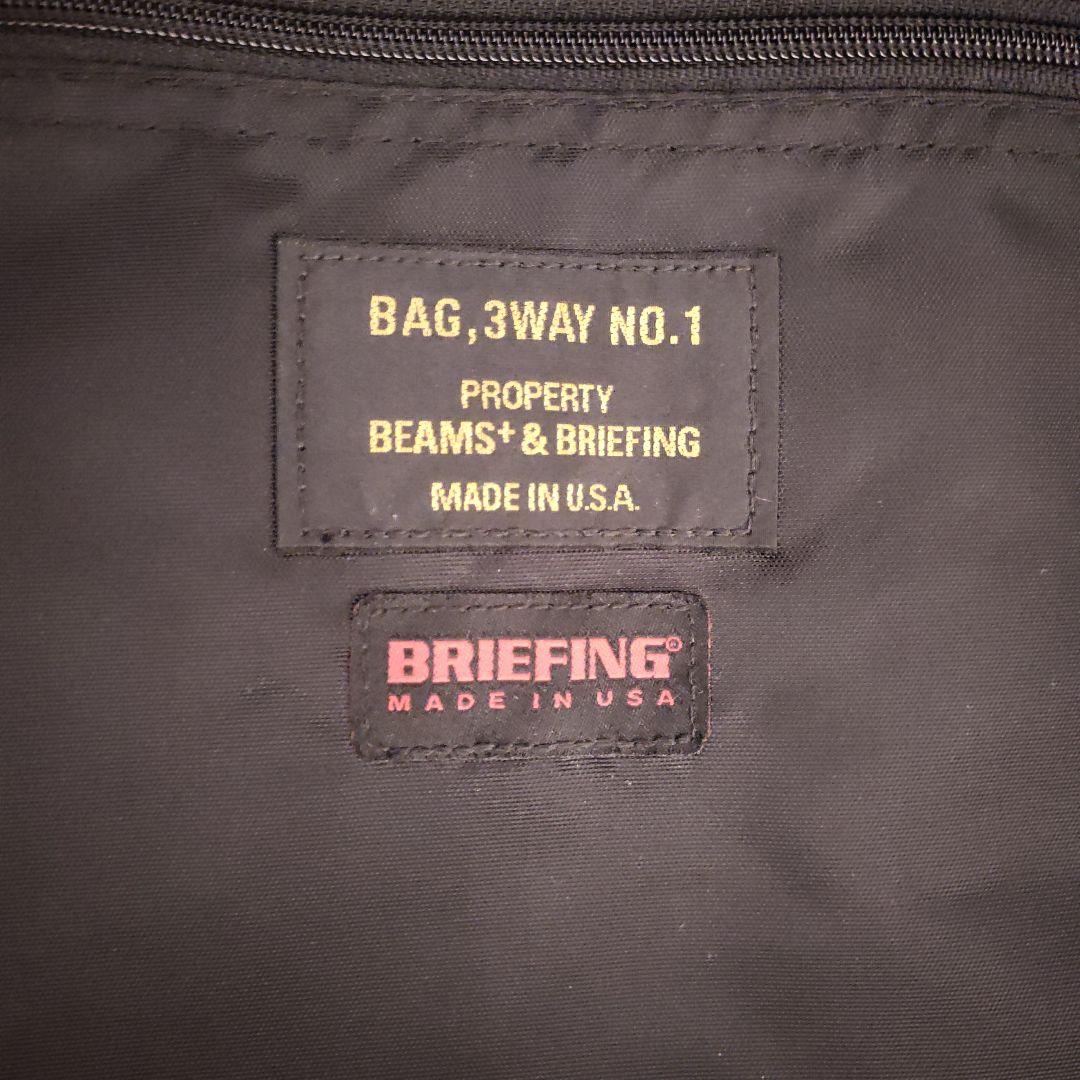 BAG,3WAY NO.1
PROPERTY
BEAMS+ & BRIEFING
MADE IN U.S.A.
BRIEFING®
MADE IN USA